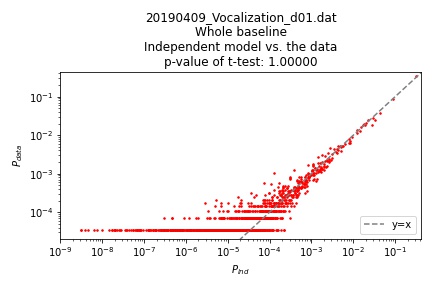 20190409_Vocalization_d01.dat
Whole baseline
Independent model vs. the data
p-value of t-test: 1.00000
10⁻¹
10⁻²
10⁻³
10⁻⁴
P_data
y=x
10⁻⁹ 10⁻⁸ 10⁻⁷ 10⁻⁶ 10⁻⁵ 10⁻⁴ 10⁻³ 10⁻² 10⁻¹
P_ind